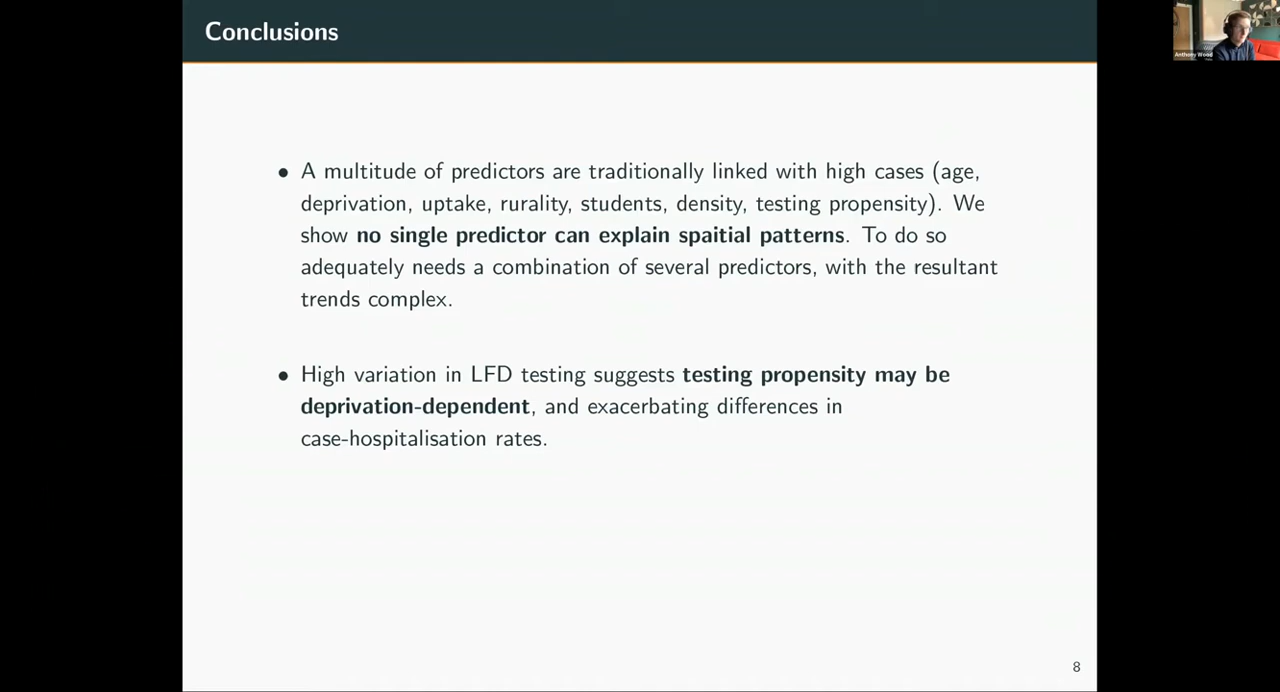 Conclusions
Anthony Wood
• A multitude of predictors are traditionally linked with high cases (age,
deprivation, uptake, rurality, students, density, testing propensity). We
show no single predictor can explain spaitial patterns. To do so
adequately needs a combination of several predictors, with the resultant
trends complex.
• High variation in LFD testing suggests testing propensity may be
deprivation-dependent, and exacerbating differences in
case-hospitalisation rates.
8